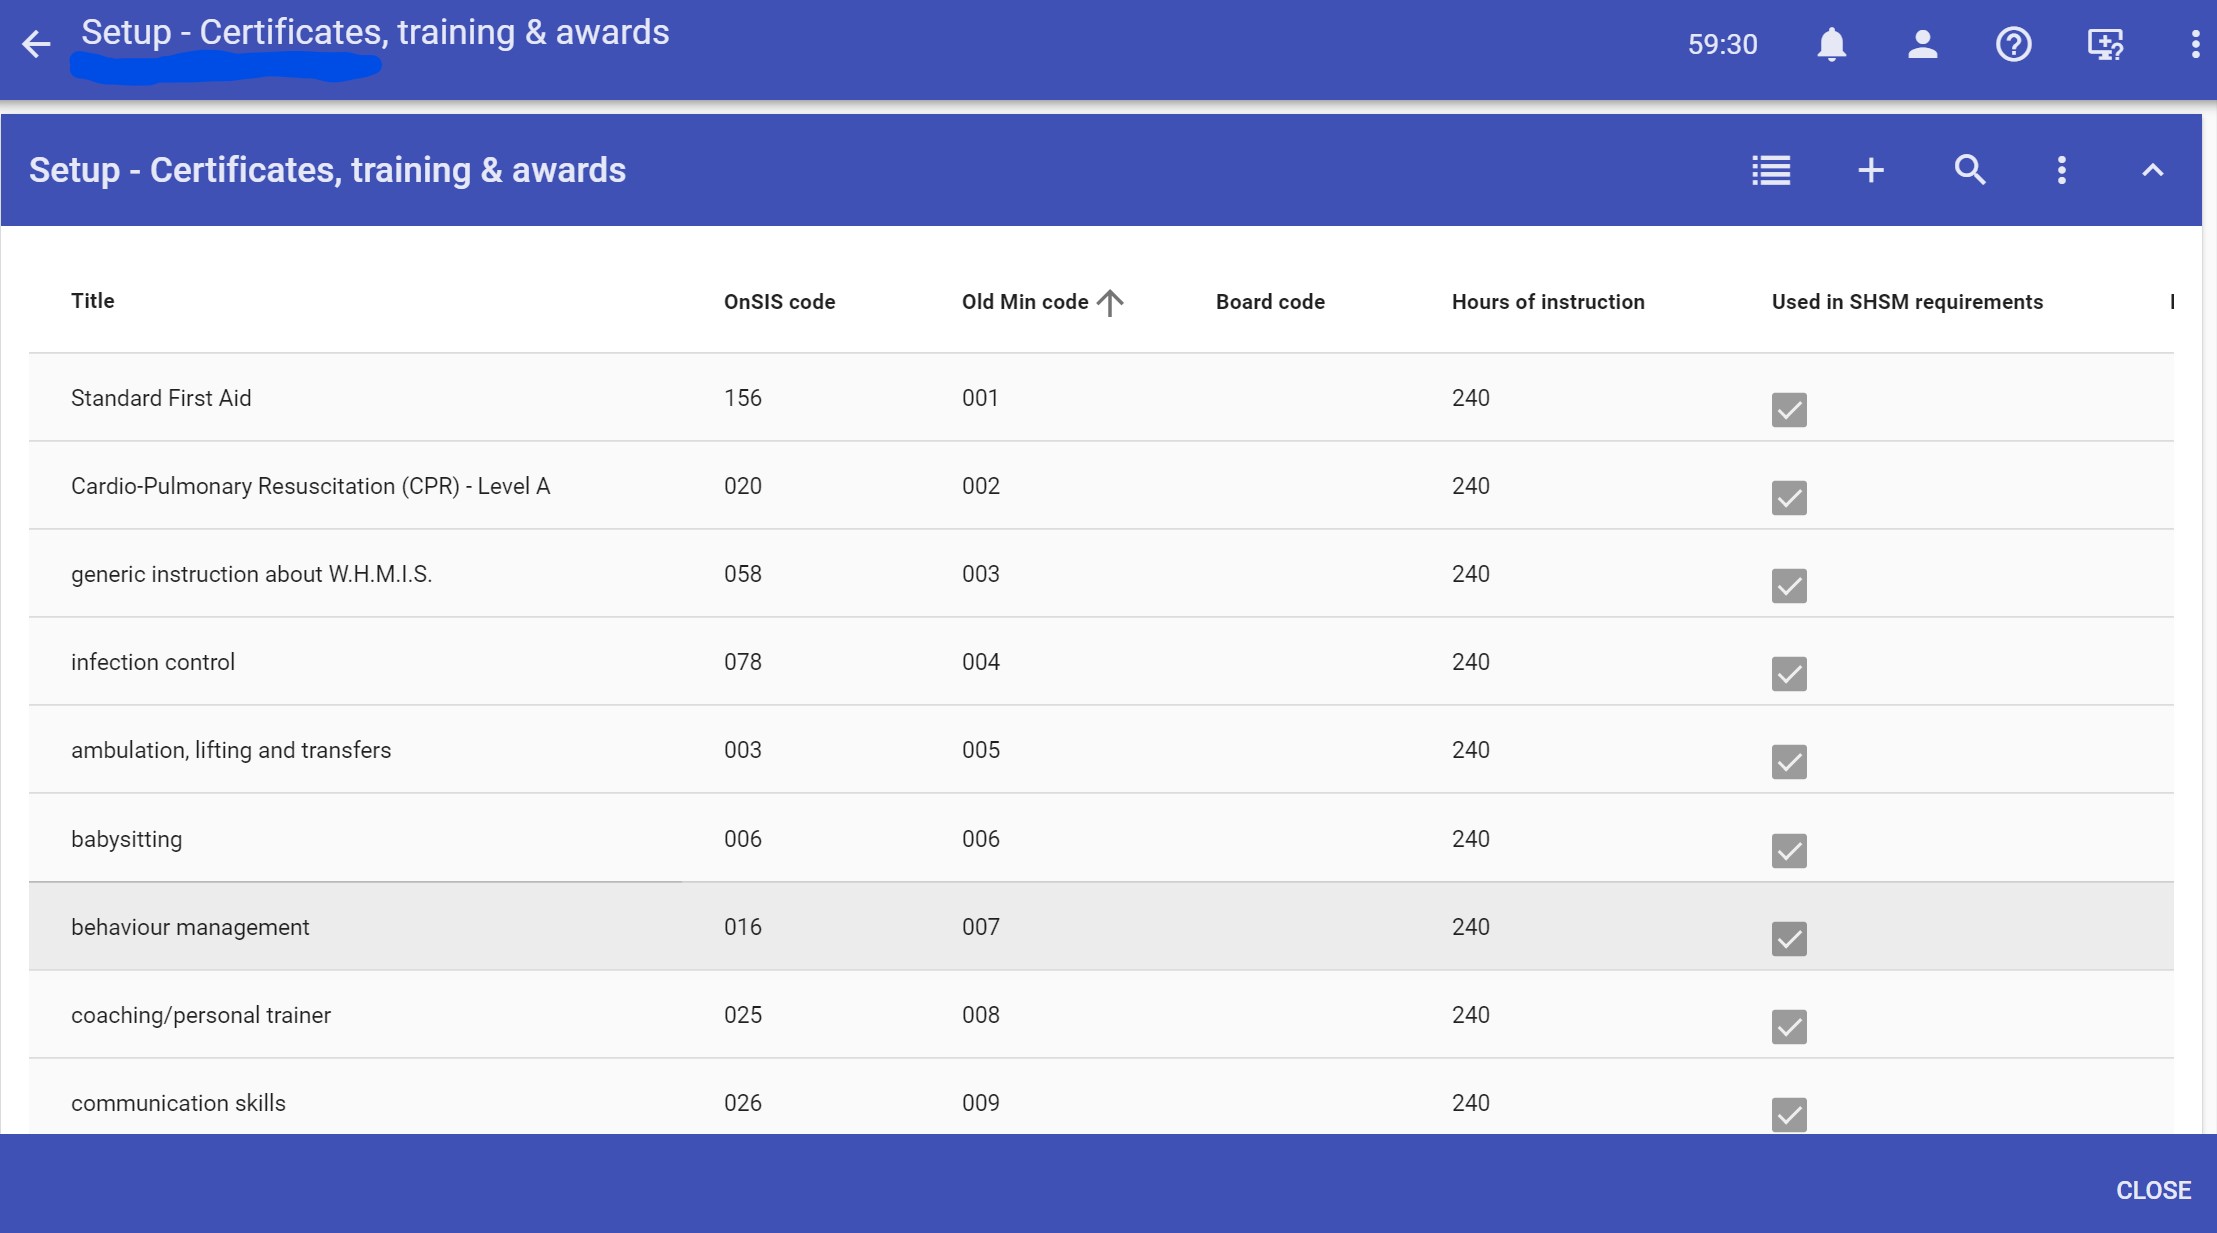 Setup - Certificates, training & awards
59:30
Setup - Certificates, training & awards
Title OnSIS code Old Min code Board code Hours of instruction Used in SHSM requirements
Standard First Aid 156 001 240
Cardio-Pulmonary Resuscitation (CPR) - Level A 020 002 240
generic instruction about W.H.M.I.S. 058 003 240
infection control 078 004 240
ambulation, lifting and transfers 003 005 240
babysitting 006 006 240
behaviour management 016 007 240
coaching/personal trainer 025 008 240
communication skills 026 009 240
CLOSE